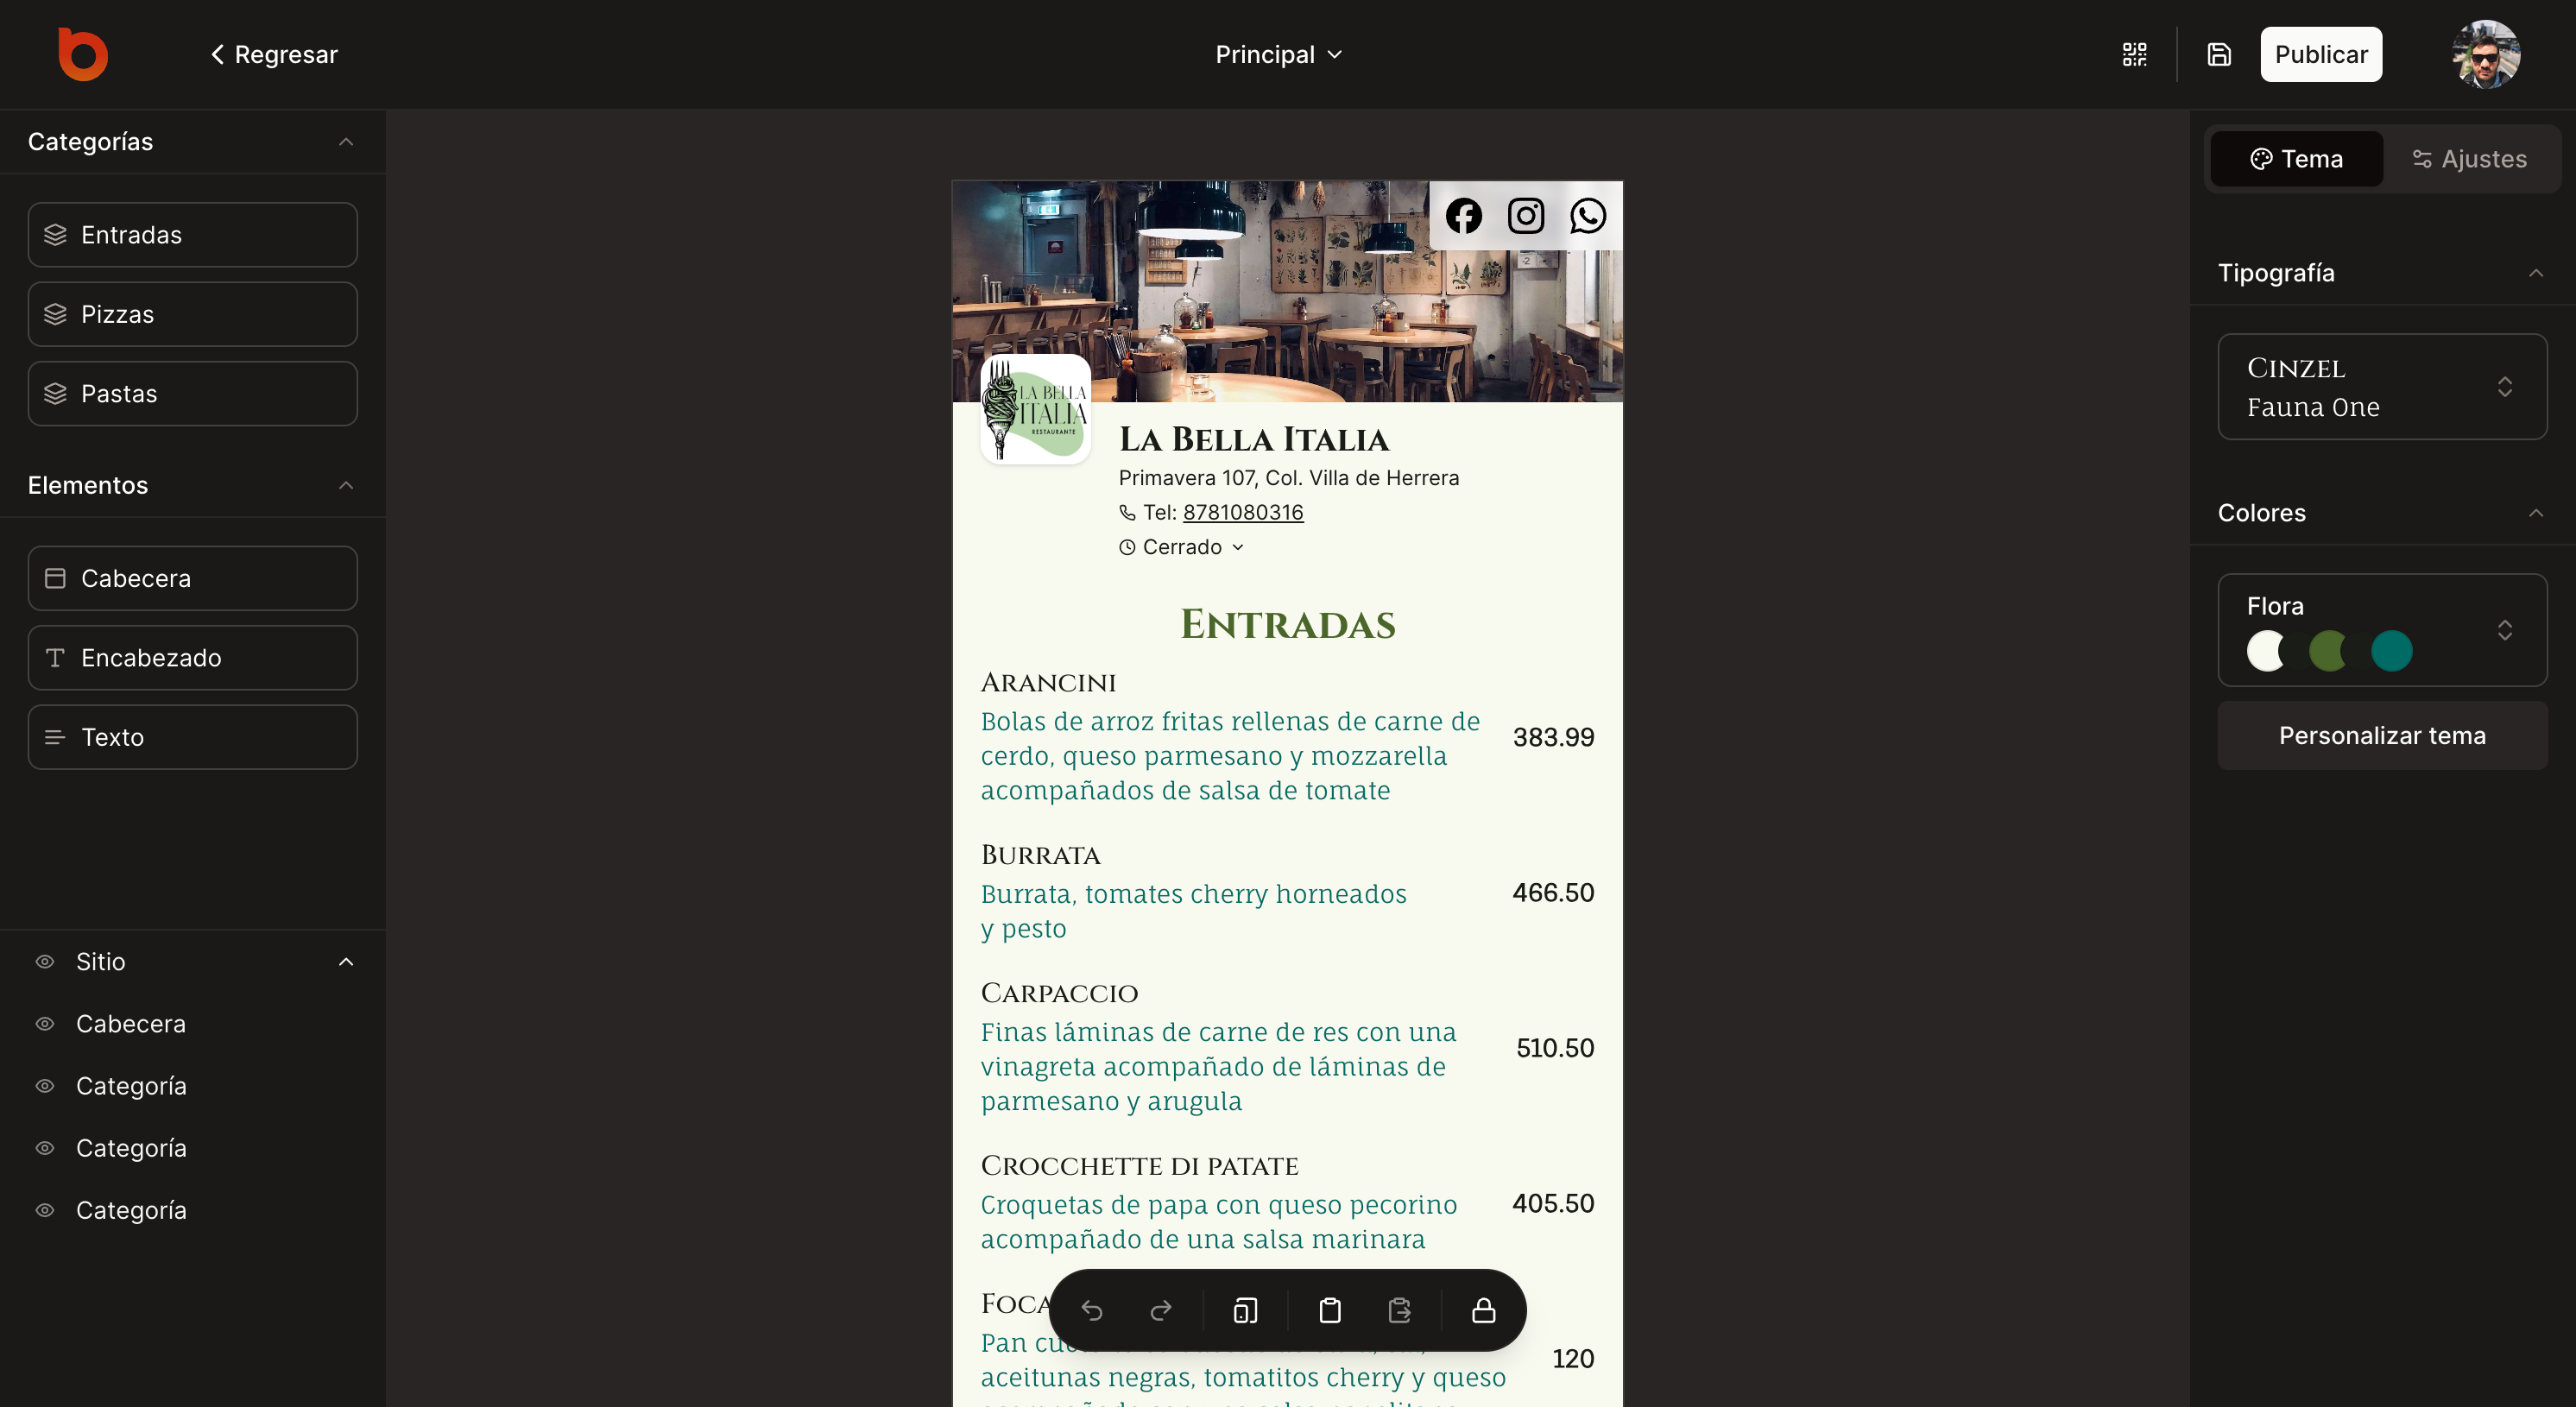 Regresar
Principal
Publicar
Categorías
Entradas
Pizzas
Pastas
Elementos
Cabecera
Encabezado
Texto
Sitio
Cabecera
Categoría
Categoría
Categoría
LA BELLA
ITALIA
RESTAURANTE
La Bella Italia
Primavera 107, Col. Villa de Herrera
Tel: 8781080316
Cerrado
Entradas
Arancini
Bolas de arroz fritas rellenas de carne de
cerdo, queso parmesano y mozzarella
acompañados de salsa de tomate
383.99
Burrata
Burrata, tomates cherry horneados
y pesto
466.50
Carpaccio
Finas láminas de carne de res con una
vinagreta acompañado de láminas de
parmesano y arugula
510.50
Crocchette di patate
Croquetas de papa con queso pecorino
acompañado de una salsa marinara
405.50
Pan
aceitunas negras, tomatitos cherry y queso
120
Tema
Ajustes
Tipografía
Cinzel
Fauna One
Colores
Flora
Personalizar tema